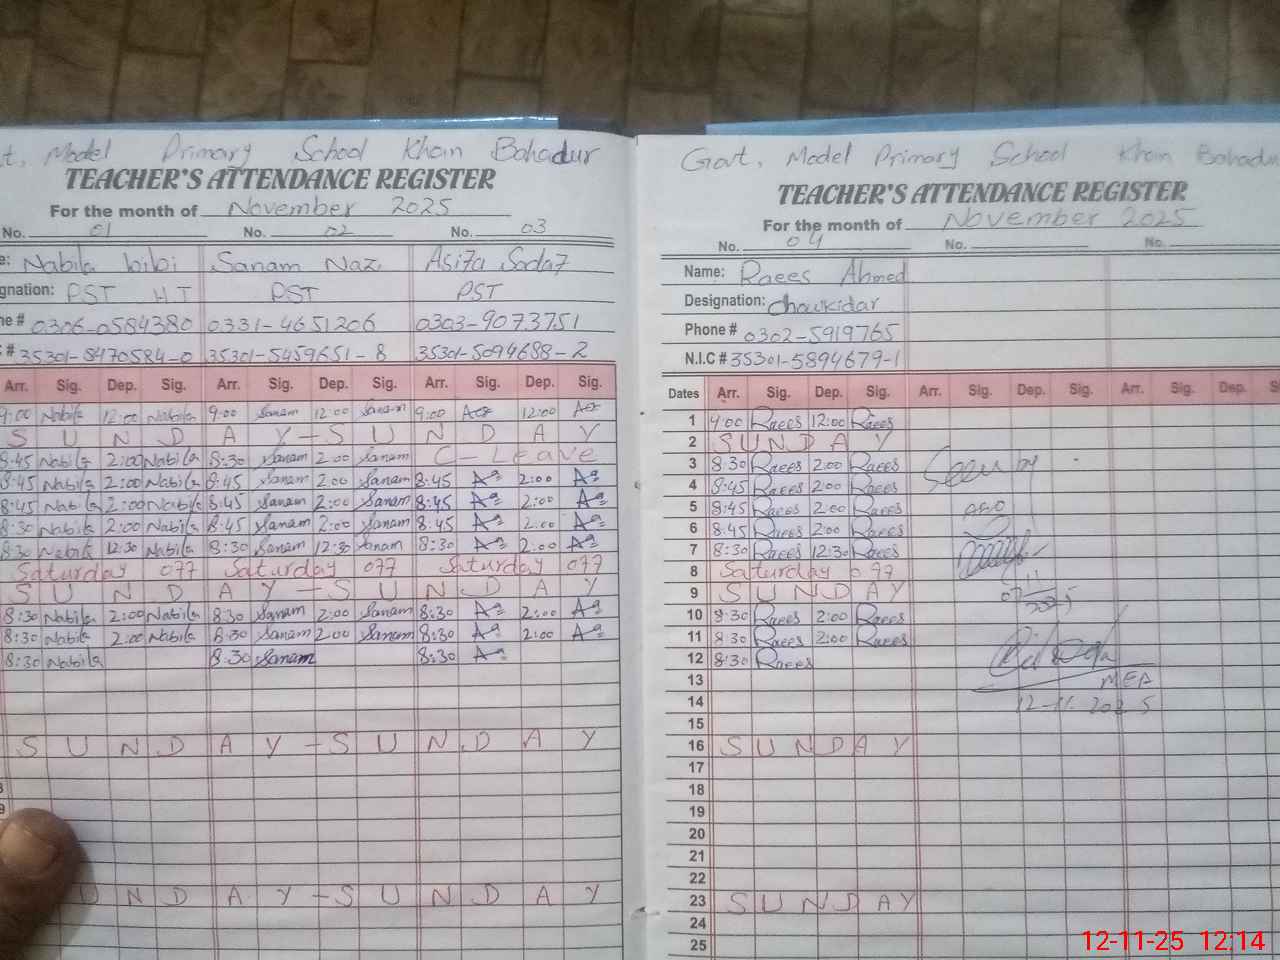 t, Model Primary School Khan Bahadur
TEACHER'S ATTENDANCE REGISTER
For the month of November 2025
No. 01 No. 02 No. 03
e: Nabila bibi Sanam Naz Asifa Sadaf
gnation: PST HT PST PST
ne # 0306-0584380 0331-4651206 0303-9073751
# 35301-8470584-0 35301-5459651-8 35301-5094688-2
Arr. Sig. Dep. Sig. Arr. Sig. Dep. Sig. Arr. Sig. Dep. Sig.
9:00 Nabila 12:00 Nabila 9:00 Sanam 12:00 Sanam 9:00 12:00
S U N D A Y - S U N D A Y
8:45 Nabila 2:00 Nabila 8:30 Sanam 2:00 Sanam C - Leave
8:45 Nabila 2:00 Nabila 8:45 Sanam 2:00 Sanam 8:45 2:00
8:45 Nabila 2:00 Nabila 8:45 Sanam 2:00 Sanam 8:45 2:00
8:30 Nabila 2:00 Nabila 8:45 Sanam 2:00 Sanam 8:45 2:00
8:30 Nabila 12:30 Nabila 8:30 Sanam 12:30 Sanam 8:30 2:00
Saturday off Saturday off Saturday off
S U N D A Y - S U N D A Y
8:30 Nabila 2:00 Nabila 8:30 Sanam 2:00 Sanam 8:30 2:00
8:30 Nabila 2:00 Nabila 8:30 Sanam 2:00 Sanam 8:30 2:00
8:30 Nabila 8:30 Sanam 8:30
S U N D A Y - S U N D A Y
U N D A Y - S U N D A Y
Govt, Model Primary School Khan Bahadu
TEACHER'S ATTENDANCE REGISTER
For the month of November 2025
No. 04 No. No.
Name: Raees Ahmed
Designation: Chowkidar
Phone # 0302-5919765
N.I.C # 35301-5894679-1
Dates Arr. Sig. Dep. Sig. Arr. Sig. Dep. Sig. Arr. Sig. Dep. S
1 9:00 Raees 12:00 Raees
2 S U N D A Y
3 8:30 Raees 2:00 Raees Seen by
4 8:45 Raees 2:00 Raees
5 8:45 Raees 2:00 Raees AEO
6 8:45 Raees 2:00 Raees
7 8:30 Raees 12:30 Raees
8 Saturday off
9 S U N D A Y 2025
10 8:30 Raees 2:00 Raees
11 8:30 Raees 2:00 Raees
12 8:30 Raees
13 MEA
14 12-11-2025
15
16 S U N D A Y
17
18
19
20
21
22
23 S U N D A Y
24
25
12-11-25 12:14